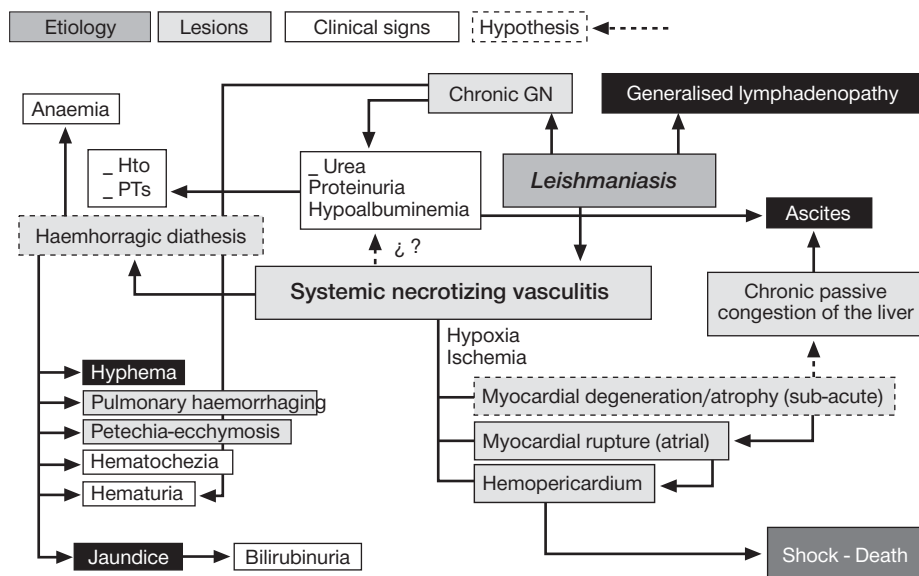 Etiology
Lesions
Clinical signs
Hypothesis
Chronic GN
Generalised lymphadenopathy
Anaemia
_ Hto
_ PTs
_ Urea
Proteinuria
Hypoalbuminemia
Leishmaniasis
Ascites
Haemhorragic diathesis
¿ ?
Systemic necrotizing vasculitis
Chronic passive
congestion of the liver
Hypoxia
Ischemia
Hyphema
Pulmonary haemorrhaging
Petechia-ecchymosis
Hematochezia
Hematuria
Myocardial degeneration/atrophy (sub-acute)
Myocardial rupture (atrial)
Hemopericardium
Jaundice
Bilirubinuria
Shock - Death